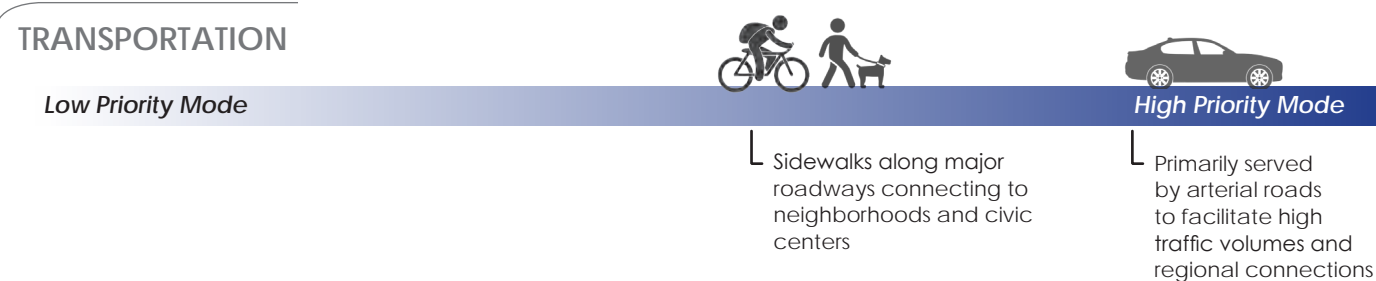 TRANSPORTATION
Low Priority Mode
High Priority Mode
Sidewalks along major
roadways connecting to
neighborhoods and civic
centers
Primarily served
by arterial roads
to facilitate high
traffic volumes and
regional connections